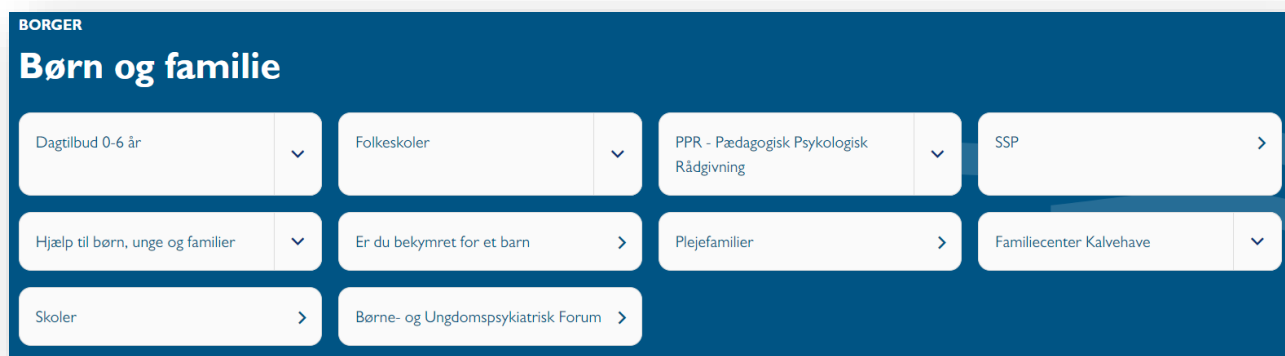 BORGER
Børn og familie
Dagtilbud 0-6 år
Folkeskoler
PPR - Pædagogisk Psykologisk
Rådgivning
SSP
Hjælp til børn, unge og familier
Er du bekymret for et barn
Plejefamilier
Familiecenter Kalvehave
Skoler
Børne- og Ungdomspsykiatrisk Forum